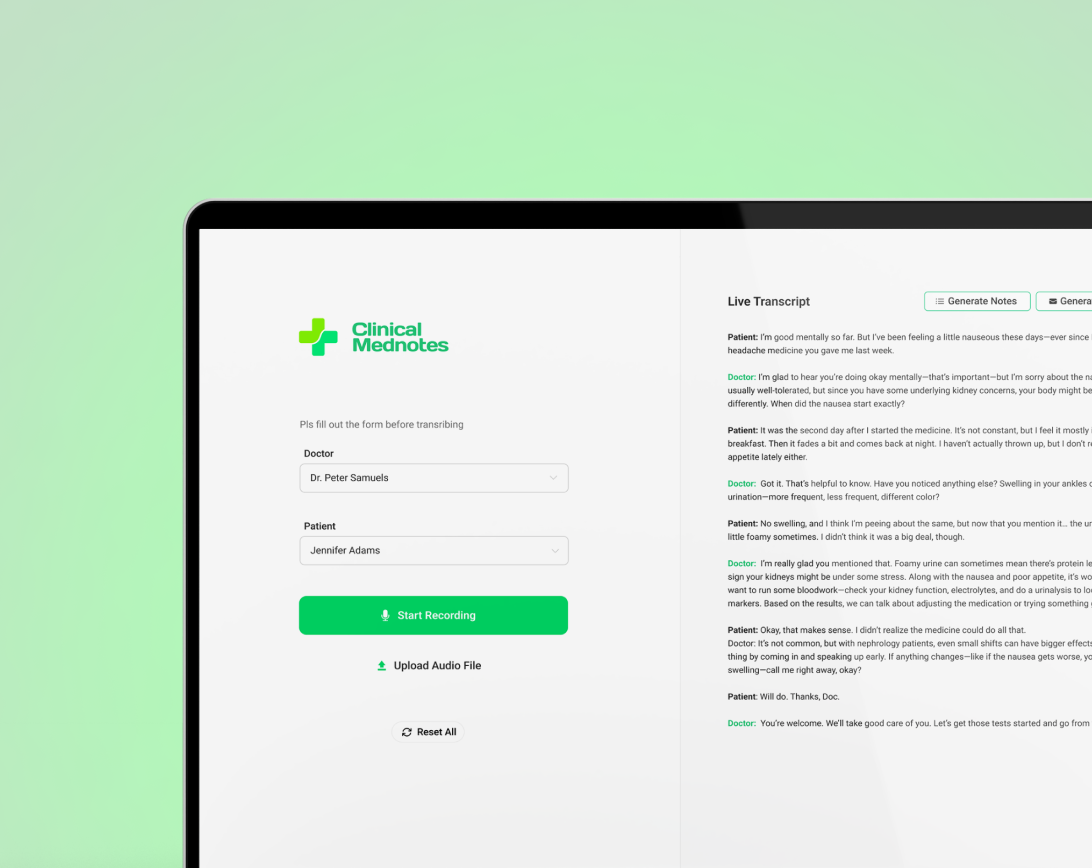 Clinical
Mednotes
Pls fill out the form before transribing
Doctor
Dr. Peter Samuels
Patient
Jennifer Adams
Start Recording
Upload Audio File
Reset All
Live Transcript
Generate Notes
Genera
Patient: I'm good mentally so far. But I've been feeling a little nauseous these days—ever since
headache medicine you gave me last week.
Doctor: I'm glad to hear you're doing okay mentally—that's important—but I'm sorry about the na
usually well-tolerated, but since you have some underlying kidney concerns, your body might be
differently. When did the nausea start exactly?
Patient: It was the second day after I started the medicine. It's not constant, but I feel it mostly
breakfast. Then it fades a bit and comes back at night. I haven't actually thrown up, but I don't re
appetite lately either.
Doctor: Got it. That's helpful to know. Have you noticed anything else? Swelling in your ankles
urination—more frequent, less frequent, different color?
Patient: No swelling, and I think I'm peeing about the same, but now that you mention it... the ur
little foamy sometimes. I didn't think it was a big deal, though.
Doctor: I'm really glad you mentioned that. Foamy urine can sometimes mean there's protein le
sign your kidneys might be under some stress. Along with the nausea and poor appetite, it's wo
want to run some bloodwork—check your kidney function, electrolytes, and do a urinalysis to lo
markers. Based on the results, we can talk about adjusting the medication or trying something
Patient: Okay, that makes sense. I didn't realize the medicine could do all that.
Doctor: It's not common, but with nephrology patients, even small shifts can have bigger effects
thing by coming in and speaking up early. If anything changes—like if the nausea gets worse, yo
swelling—call me right away, okay?
Patient: Will do. Thanks, Doc.
Doctor: You're welcome. We'll take good care of you. Let's get those tests started and go from